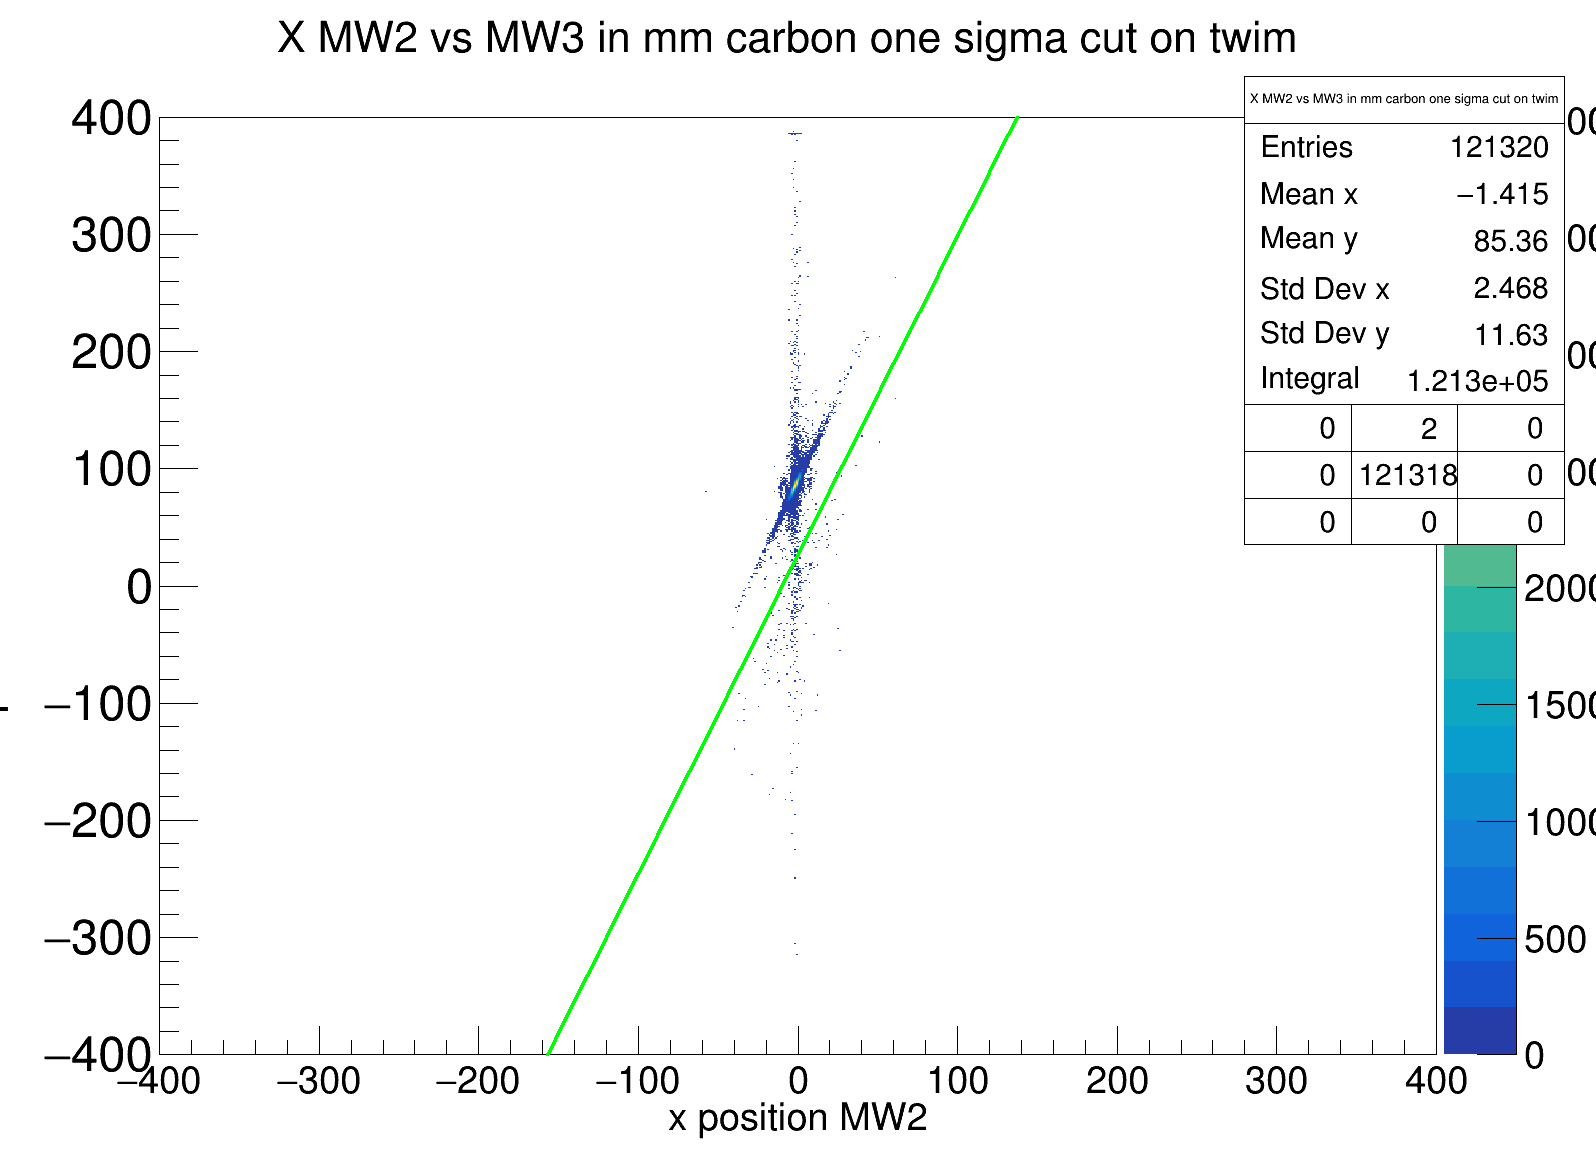 X MW2 vs MW3 in mm carbon one sigma cut on twim
X MW2 vs MW3 in mm carbon one sigma cut on twim
Entries 121320
Mean x −1.415
Mean y 85.36
Std Dev x 2.468
Std Dev y 11.63
Integral 1.213e+05
0 2 0
0 121318 0
0 0 0
400
300
200
100
0
−100
−200
−300
−400
−400 −300 −200 −100 0 100 200 300 400
x position MW2
2000
1500
1000
500
0